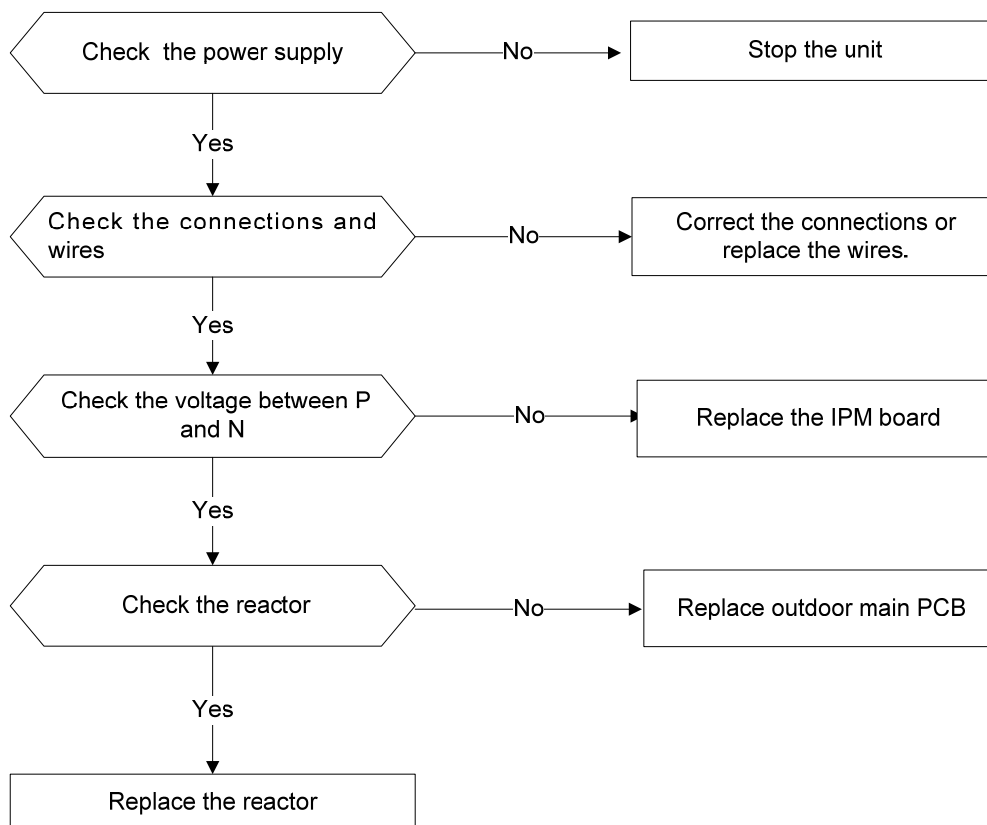 Check the power supply
No
Stop the unit
Yes
Check the connections and
wires
No
Correct the connections or
replace the wires.
Yes
Check the voltage between P
and N
No
Replace the IPM board
Yes
Check the reactor
No
Replace outdoor main PCB
Yes
Replace the reactor